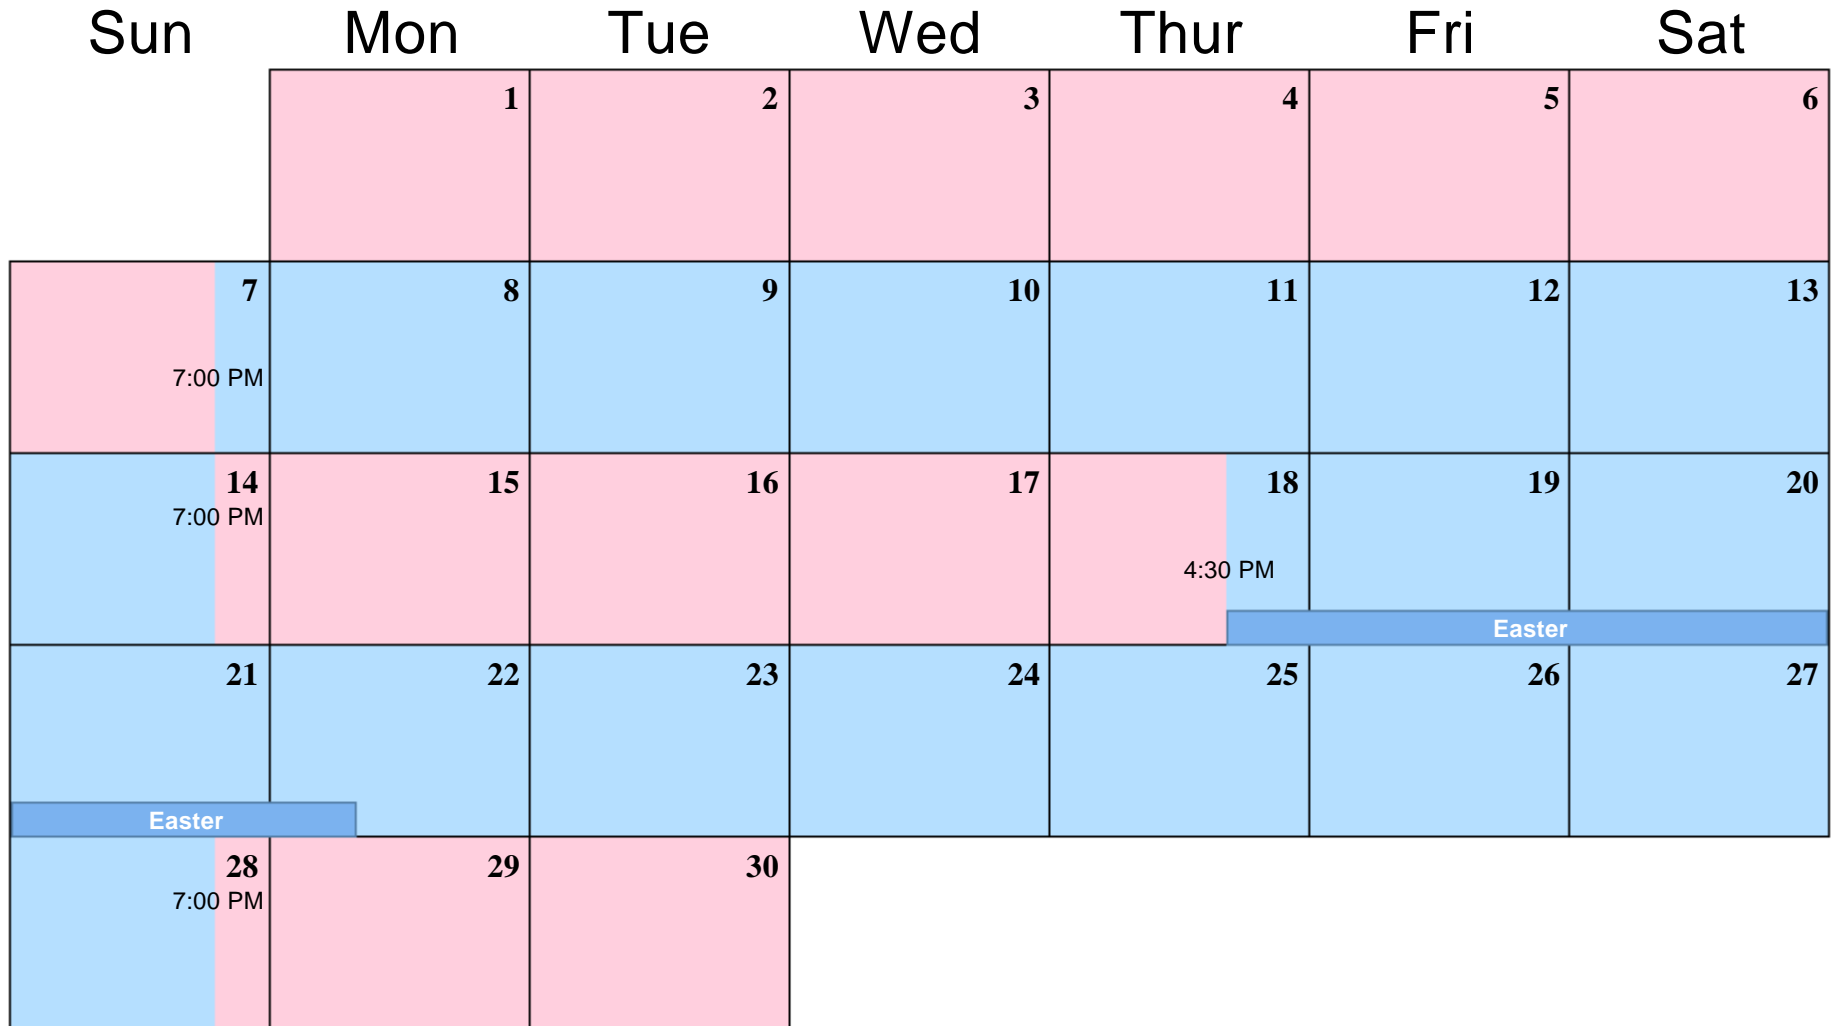 Sun Mon Tue Wed Thur Fri Sat
1 2 3 4 5 6
7 8 9 10 11 12 13
7:00 PM
14 15 16 17 18 19 20
7:00 PM
4:30 PM
Easter
21 22 23 24 25 26 27
Easter
28 29 30
7:00 PM